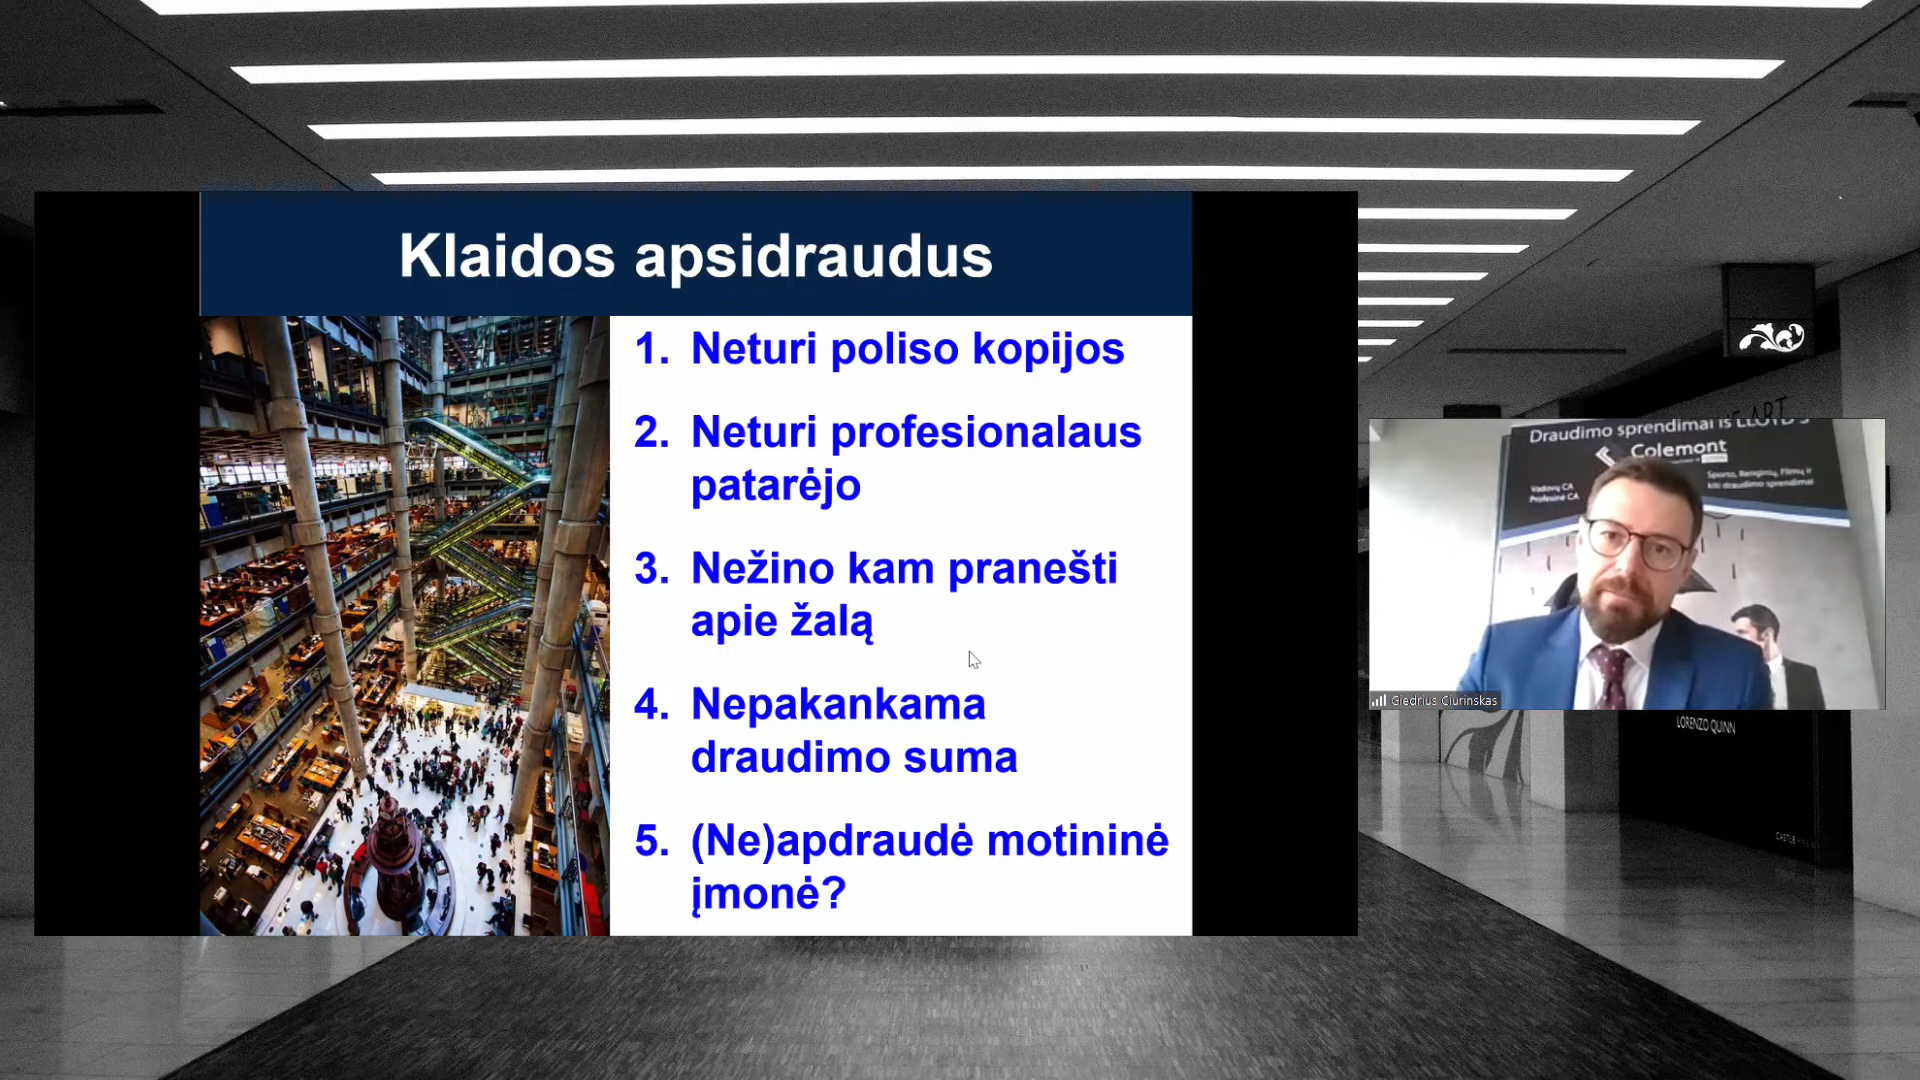 Klaidos apsidraudus
1. Neturi poliso kopijos
2. Neturi profesionalaus
patarėjo
3. Nežino kam pranešti
apie žalą
4. Nepakankama
draudimo suma
5. (Ne)apdraudė motininė
įmonė?
Draudimo sprendimai iš LLOYD'S
Colemont
Sporto, Renginių, Filmų ir
kiti draudimo sprendimai
Vadovų CA
Profesinė CA
Giedrius Ciurinskas
LORENZO QUINN